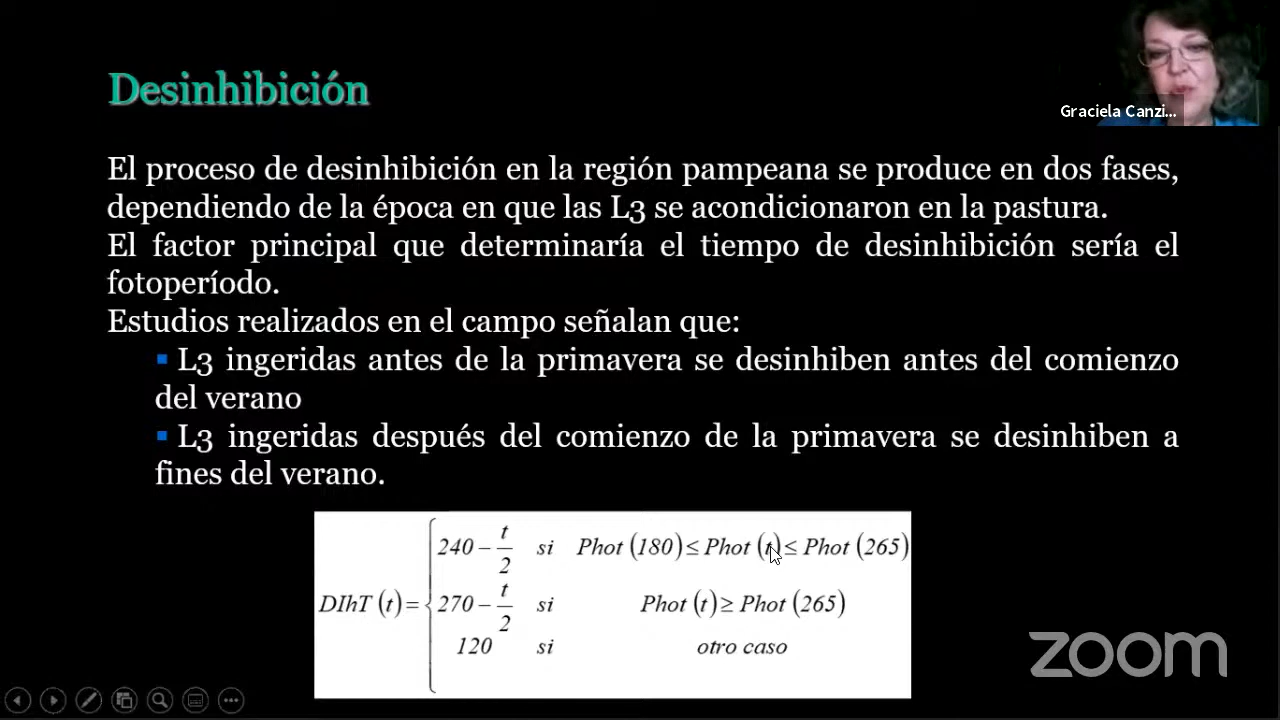 Desinhibición
Graciela Canzi...
El proceso de desinhibición en la región pampeana se produce en dos fases,
dependiendo de la época en que las L3 se acondicionaron en la pastura.
El factor principal que determinaría el tiempo de desinhibición sería el
fotoperíodo.
Estudios realizados en el campo señalan que:
▪ L3 ingeridas antes de la primavera se desinhiben antes del comienzo
del verano
▪ L3 ingeridas después del comienzo de la primavera se desinhiben a
fines del verano.
DIhT (t) = {
240 − t/2 si Phot (180) ≤ Phot (t) ≤ Phot (265)
270 − t/2 si Phot (t) ≥ Phot (265)
120 si otro caso
zoom